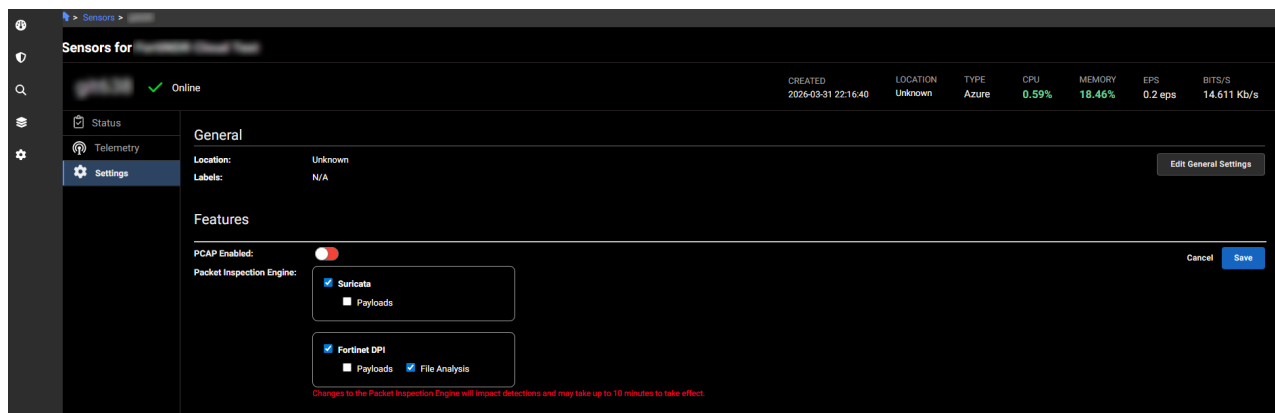 > Sensors >
Sensors for
Online
CREATED
2026-03-31 22:16:40
LOCATION
Unknown
TYPE
Azure
CPU
0.59%
MEMORY
18.46%
EPS
0.2 eps
BITS/S
14.611 Kb/s
Status
Telemetry
Settings
General
Location: Unknown
Labels: N/A
Edit General Settings
Features
PCAP Enabled:
Cancel Save
Packet Inspection Engine:
Suricata
Payloads
Fortinet DPI
Payloads File Analysis
Changes to the Packet Inspection Engine will impact detections and may take up to 10 minutes to take effect.